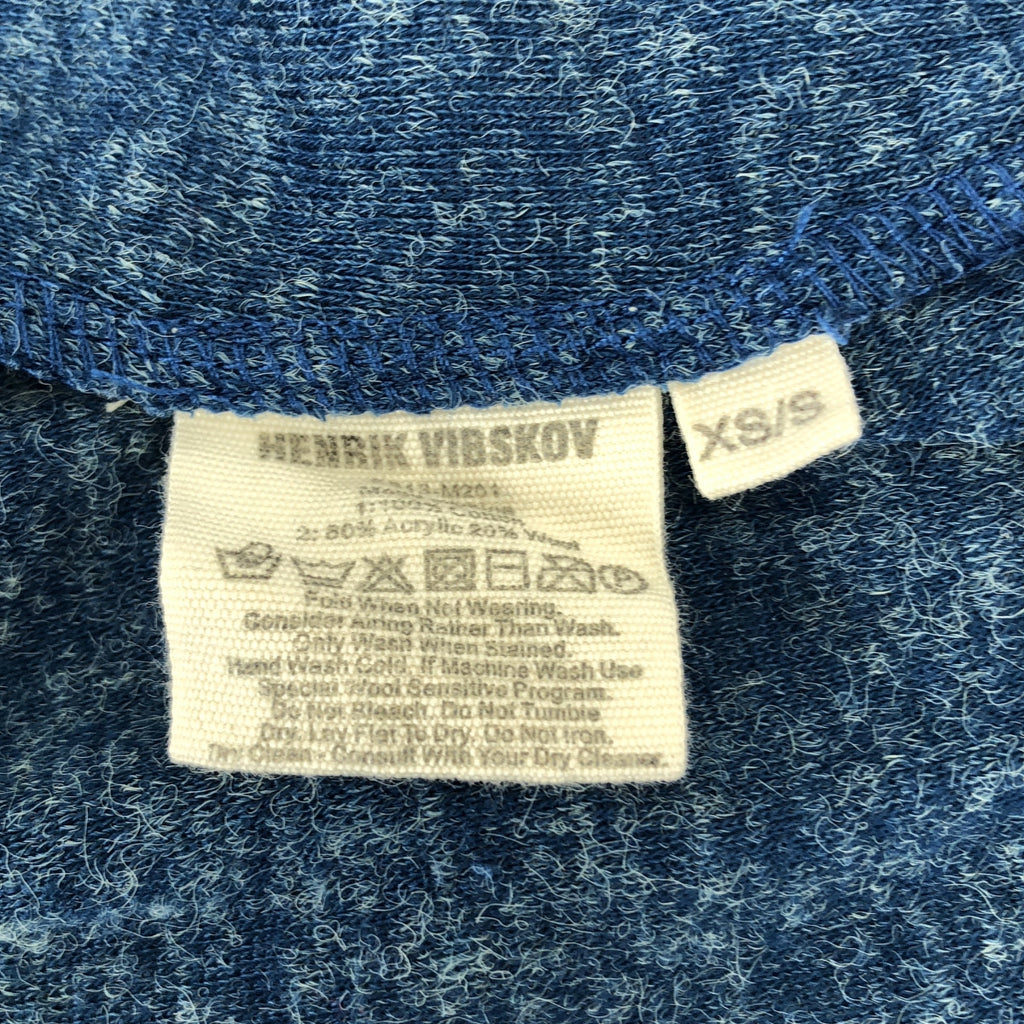 HENRIK VIBSKOV
XS/S
2: 80% Acrylic 20% Wool
Fold When Not Wearing.
Consider Airing Rather Than Wash.
Only Wash When Stained.
Hand Wash Cold. If Machine Wash Use
Special Wool Sensitive Program.
Do Not Bleach. Do Not Tumble
Dry. Lay Flat To Dry. Do Not Iron.
Dry Clean - Consult With Your Dry Cleaner.